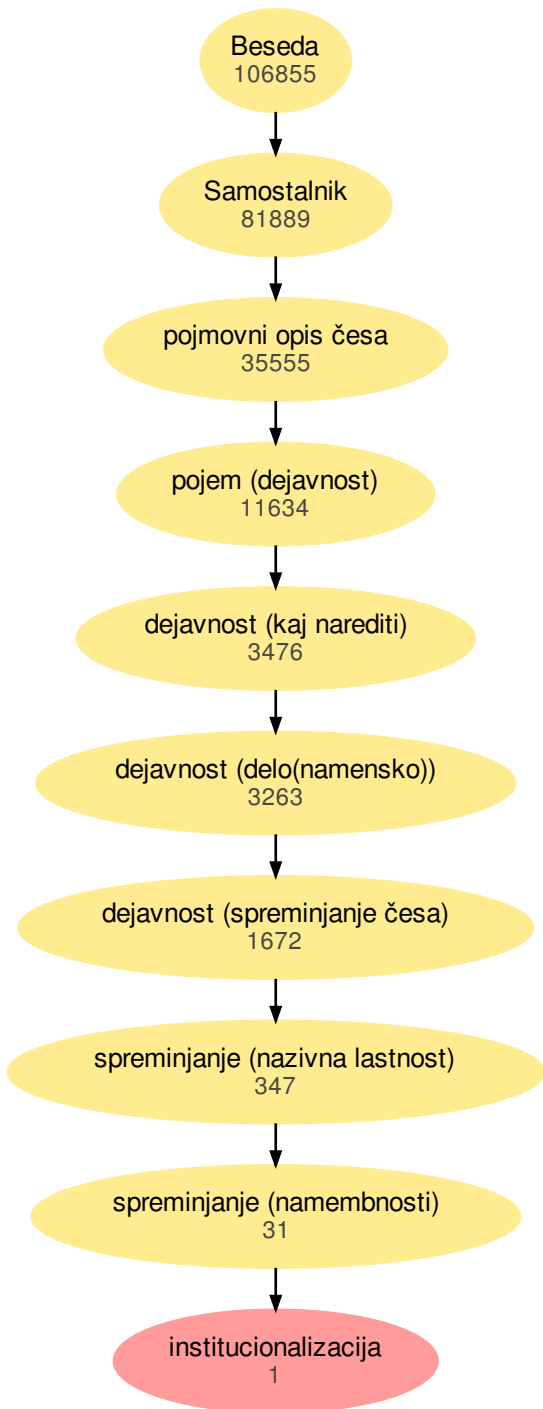 Beseda
106855
Samostalnik
81889
pojmovni opis česa
35555
pojem (dejavnost)
11634
dejavnost (kaj narediti)
3476
dejavnost (delo(namensko))
3263
dejavnost (spreminjanje česa)
1672
spreminjanje (nazivna lastnost)
347
spreminjanje (namembnosti)
31
institucionalizacija
1